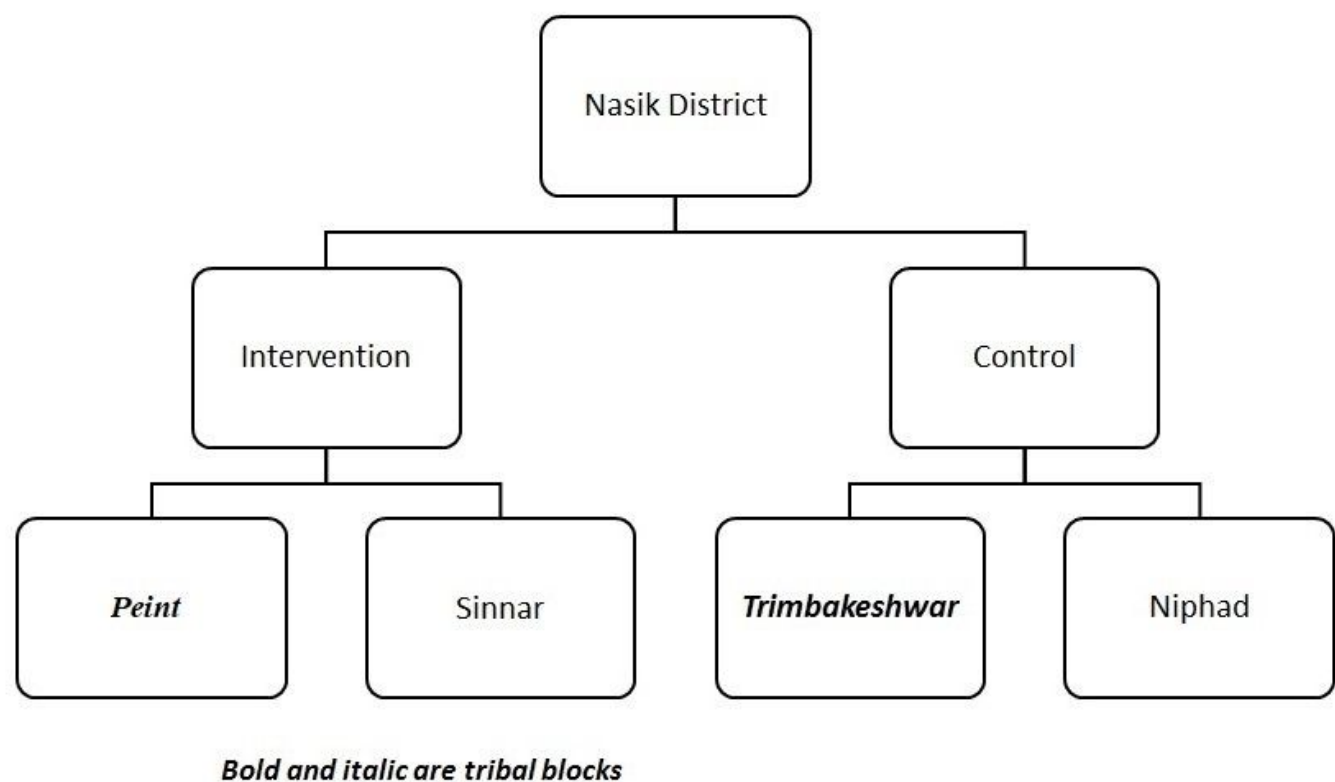 Nasik District
Intervention
Control
Peint
Sinnar
Trimbakeshwar
Niphad
Bold and italic are tribal blocks